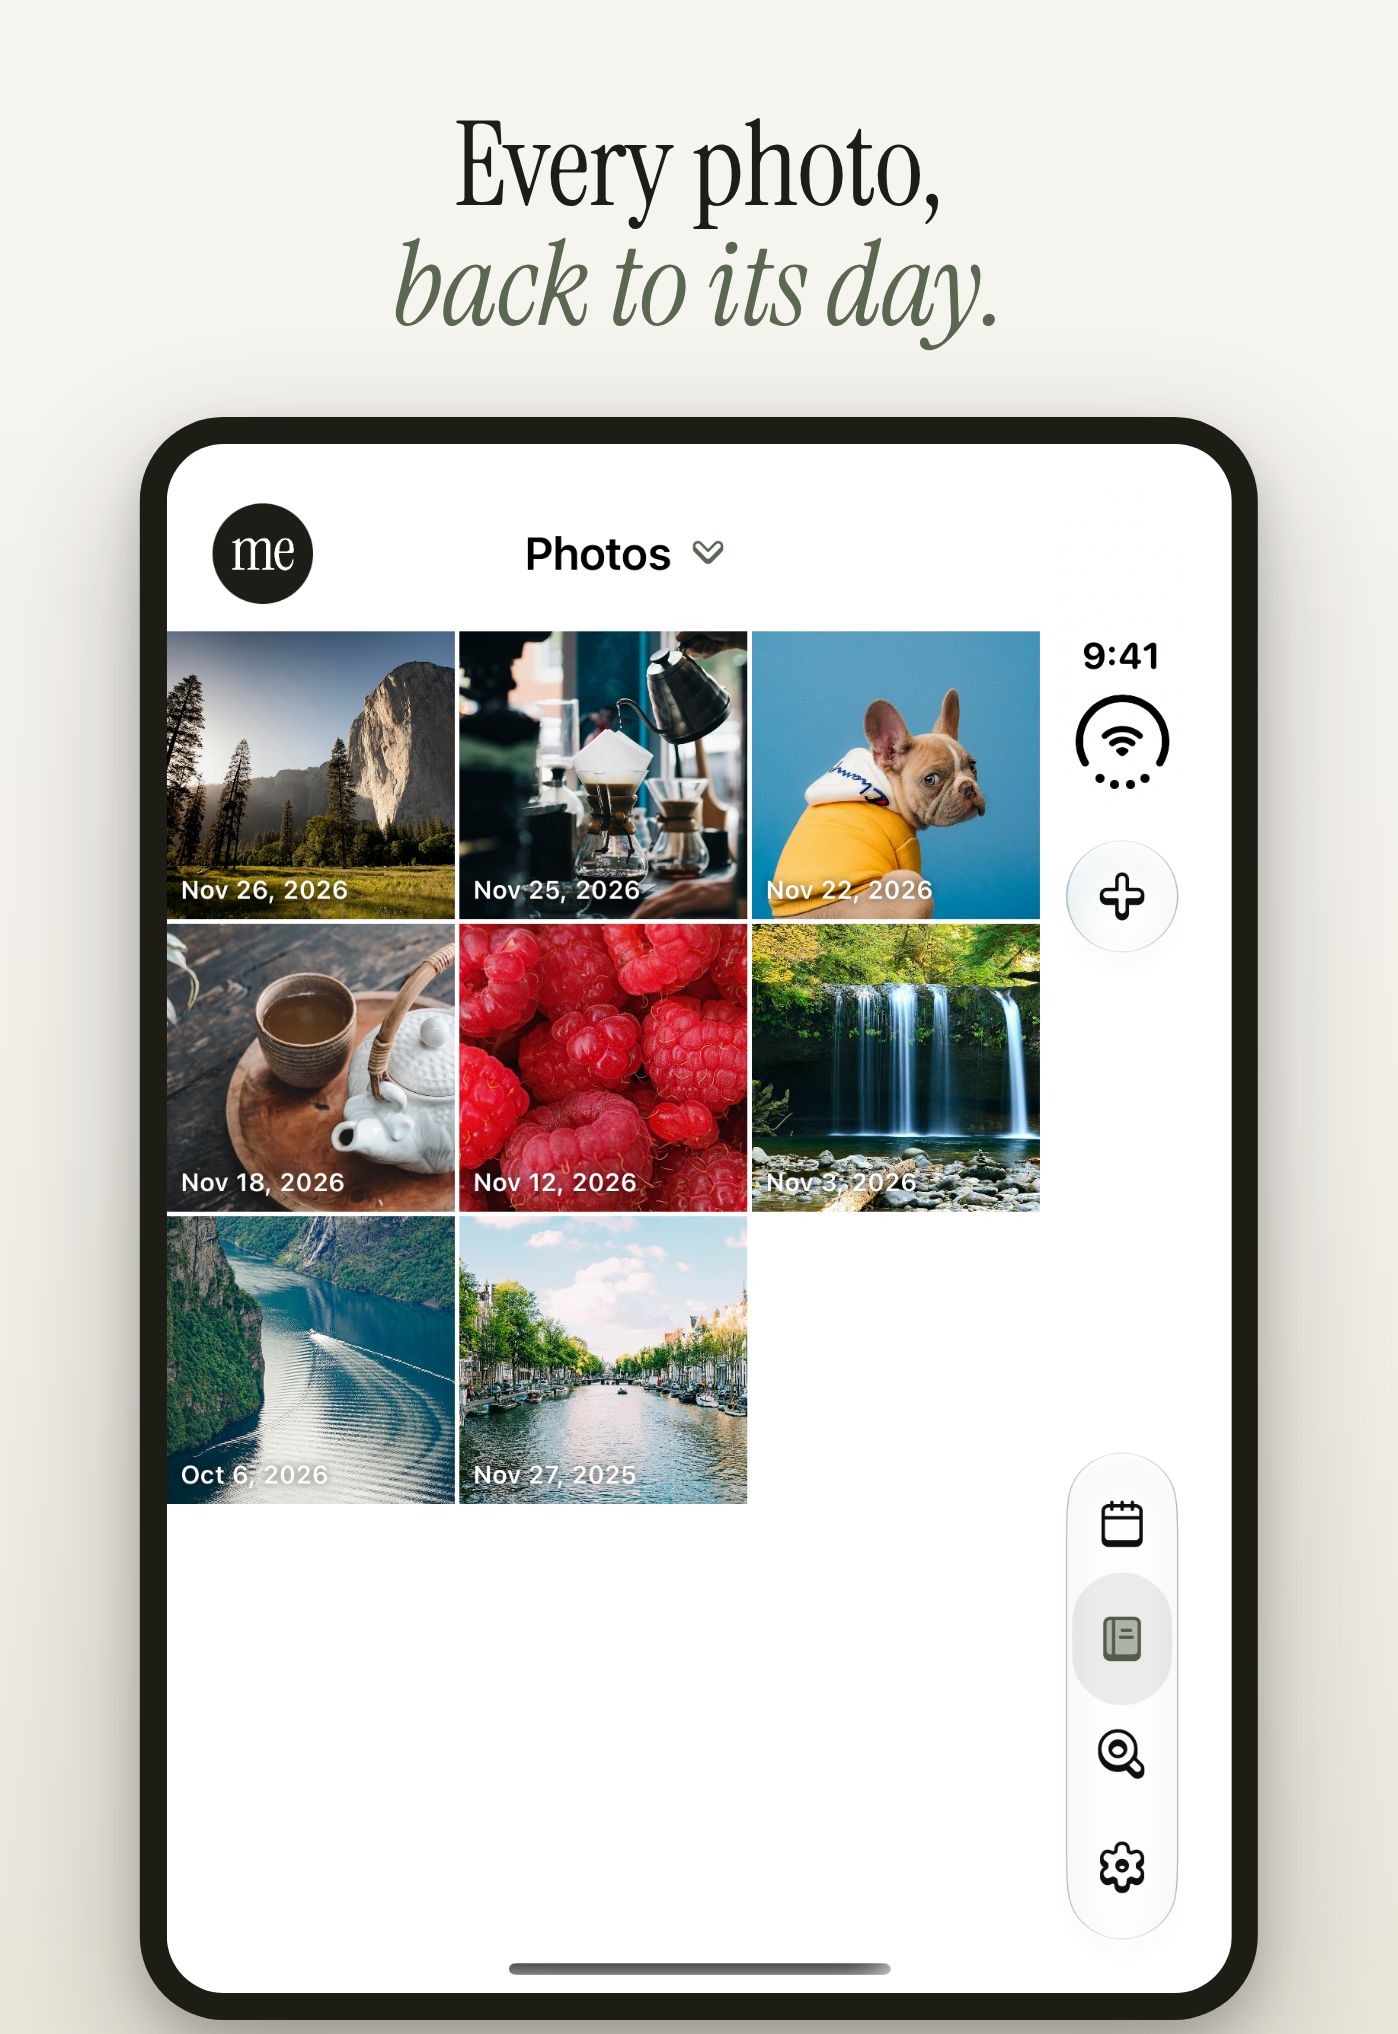 Every photo,
back to its day.
me
Photos
9:41
Nov 26, 2026
Nov 25, 2026
Nov 22, 2026
Champ
Nov 18, 2026
Nov 12, 2026
Nov 3, 2026
Oct 6, 2026
Nov 27, 2025